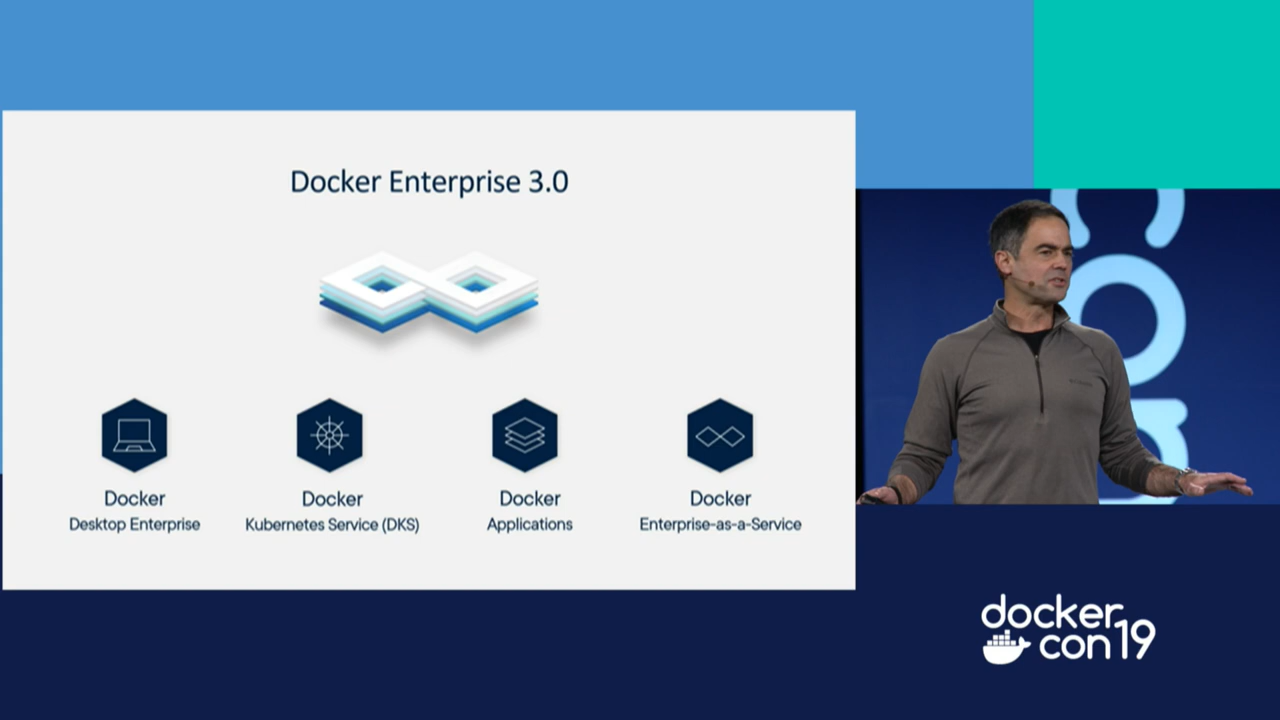 Docker Enterprise 3.0
Docker
Desktop Enterprise
Docker
Kubernetes Service (DKS)
Docker
Applications
Docker
Enterprise-as-a-Service
docker
con19